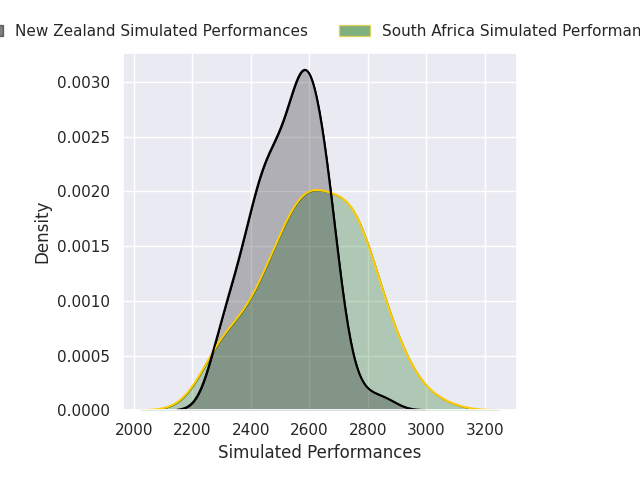 New Zealand Simulated Performances
South Africa Simulated
0.0030
0.0025
0.0020
0.0015
0.0010
0.0005
0.0000
Density
2000 2200 2400 2600 2800 3000 3200
Simulated Performances